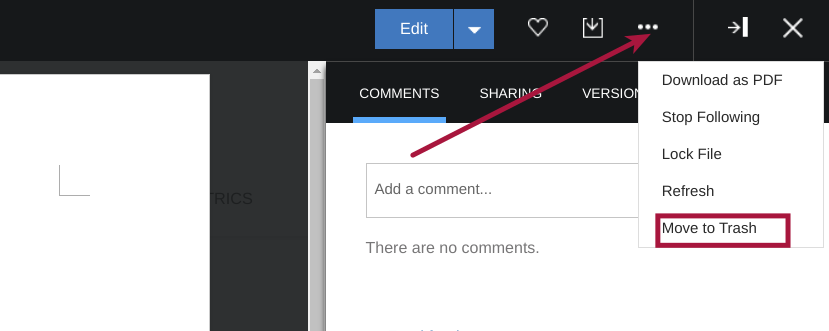 Edit
COMMENTS SHARING VERSION
Download as PDF
Stop Following
Lock File
Refresh
Move to Trash
Add a comment...
There are no comments.
TRICS